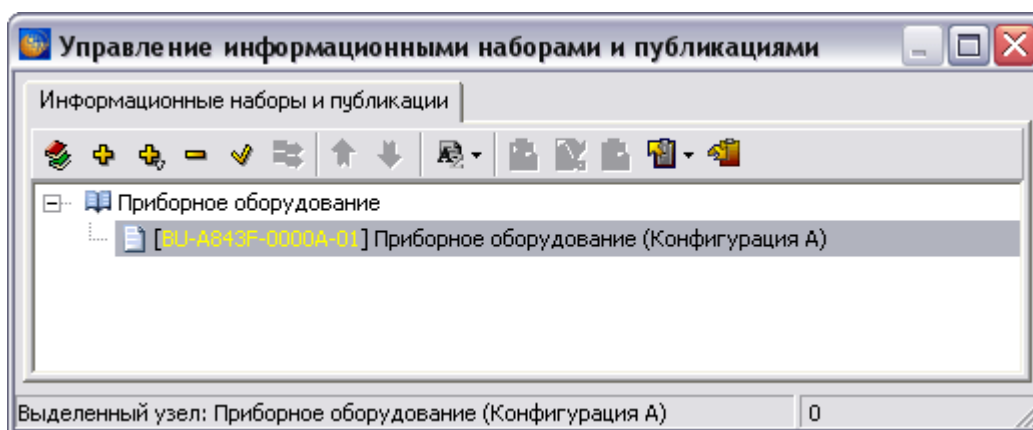 Управление информационными наборами и публикациями
Информационные наборы и публикации
Приборное оборудование
[BU-A843F-0000A-01] Приборное оборудование (Конфигурация А)
Выделенный узел: Приборное оборудование (Конфигурация А) 0